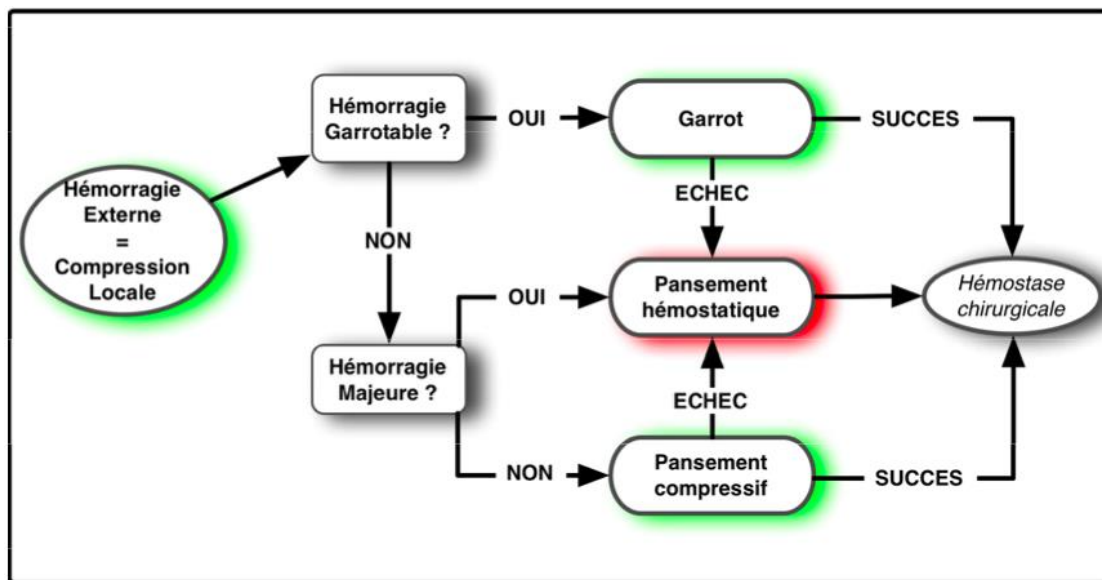 Hémorragie
Externe
=
Compression
Locale
Hémorragie
Garrotable ?
OUI
Garrot
SUCCES
ECHEC
NON
OUI
Pansement
hémostatique
Hémostase
chirurgicale
Hémorragie
Majeure ?
ECHEC
NON
Pansement
compressif
SUCCES